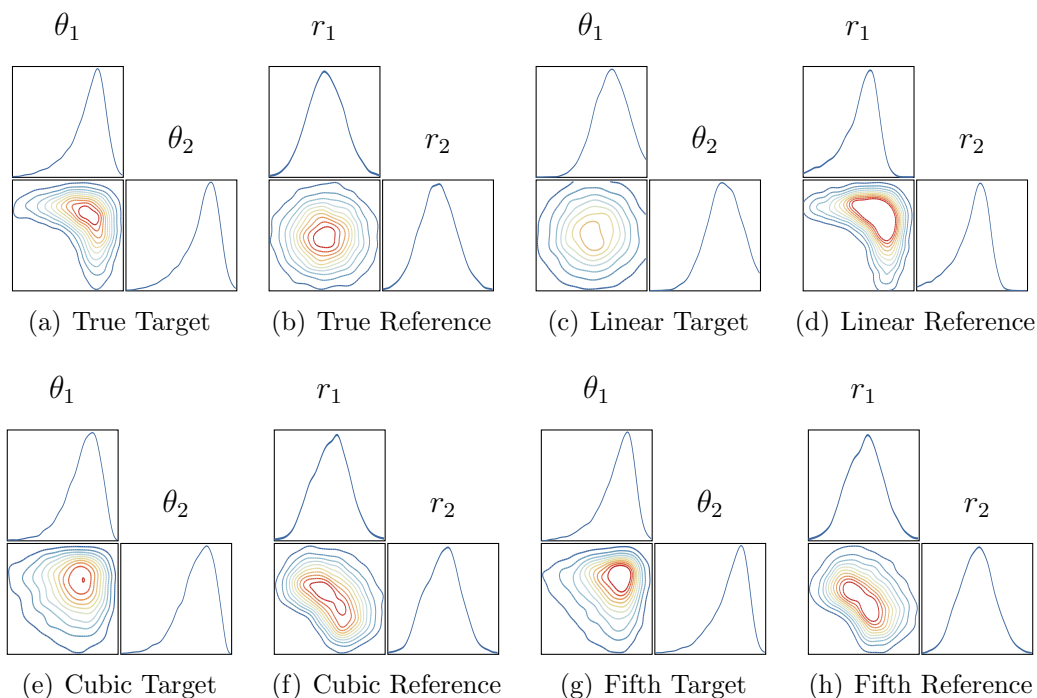 θ₁ r₁ θ₁ r₁
θ₂ r₂ θ₂ r₂
(a) True Target (b) True Reference (c) Linear Target (d) Linear Reference
θ₁ r₁ θ₁ r₁
θ₂ r₂ θ₂ r₂
(e) Cubic Target (f) Cubic Reference (g) Fifth Target (h) Fifth Reference